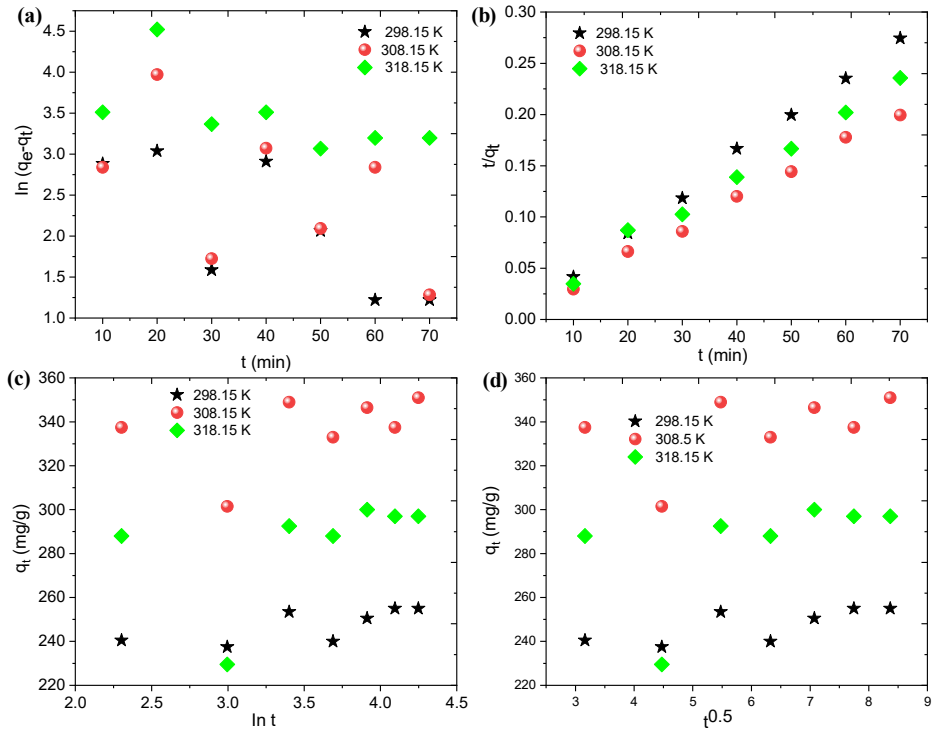 (a)
298.15 K
308.15 K
318.15 K
4.5
4.0
3.5
3.0
2.5
2.0
1.5
1.0
ln (qe-qt)
10 20 30 40 50 60 70
t (min)
(b)
298.15 K
308.15 K
318.15 K
0.30
0.25
0.20
0.15
0.10
0.05
0.00
t/qt
10 20 30 40 50 60 70
t (min)
(c)
298.15 K
308.15 K
318.15 K
360
340
320
300
280
260
240
220
qt (mg/g)
2.0 2.5 3.0 3.5 4.0 4.5
ln t
(d)
298.15 K
308.5 K
318.15 K
360
340
320
300
280
260
240
220
qt (mg/g)
3 4 5 6 7 8 9
t0.5